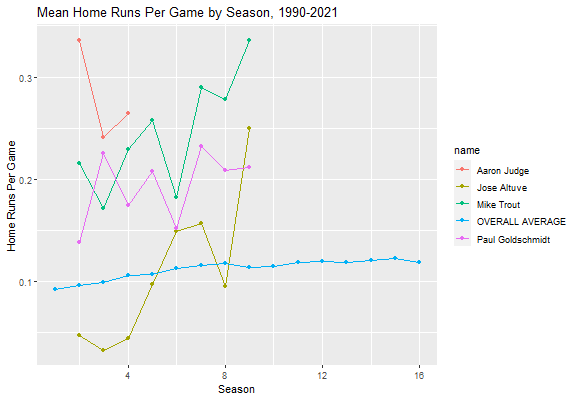 Mean Home Runs Per Game by Season, 1990-2021
Home Runs Per Game
0.3
0.2
0.1
4
8
12
16
Season
name
Aaron Judge
Jose Altuve
Mike Trout
OVERALL AVERAGE
Paul Goldschmidt